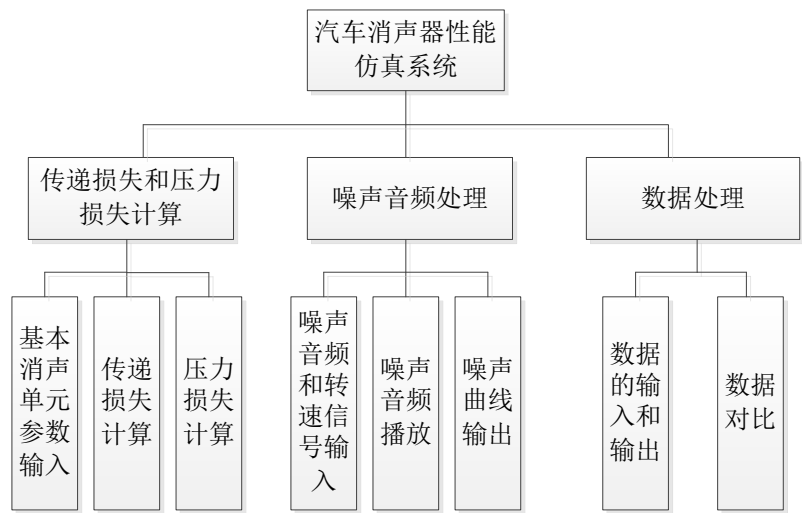 汽车消声器性能
仿真系统
传递损失和压力
损失计算
噪声音频处理
数据处理
基本
消声
单元
参数
输入
传递
损失
计算
压力
损失
计算
噪声
音频
和转
速信
号输
入
噪声
音频
播放
噪声
曲线
输出
数据
的输
入和
输出
数据
对比